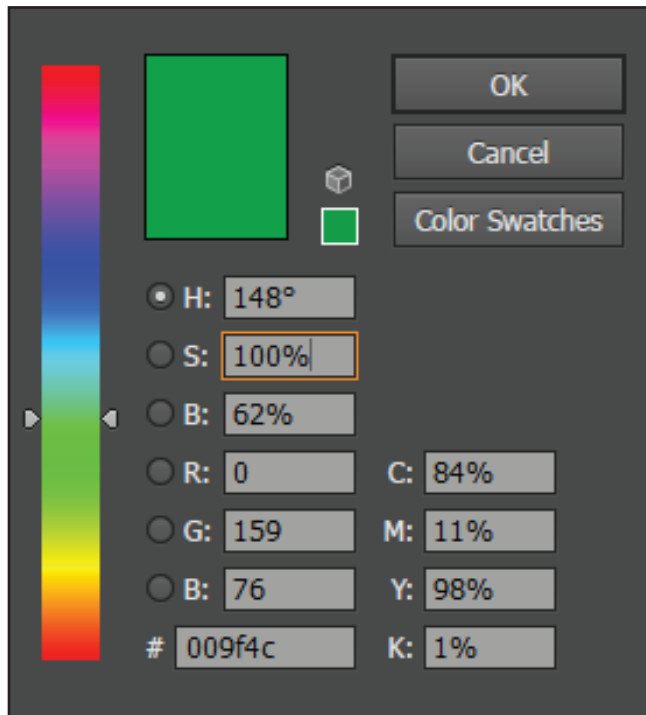 OK
Cancel
Color Swatches
H: 148°
S: 100%
B: 62%
R: 0 C: 84%
G: 159 M: 11%
B: 76 Y: 98%
# 009f4c K: 1%